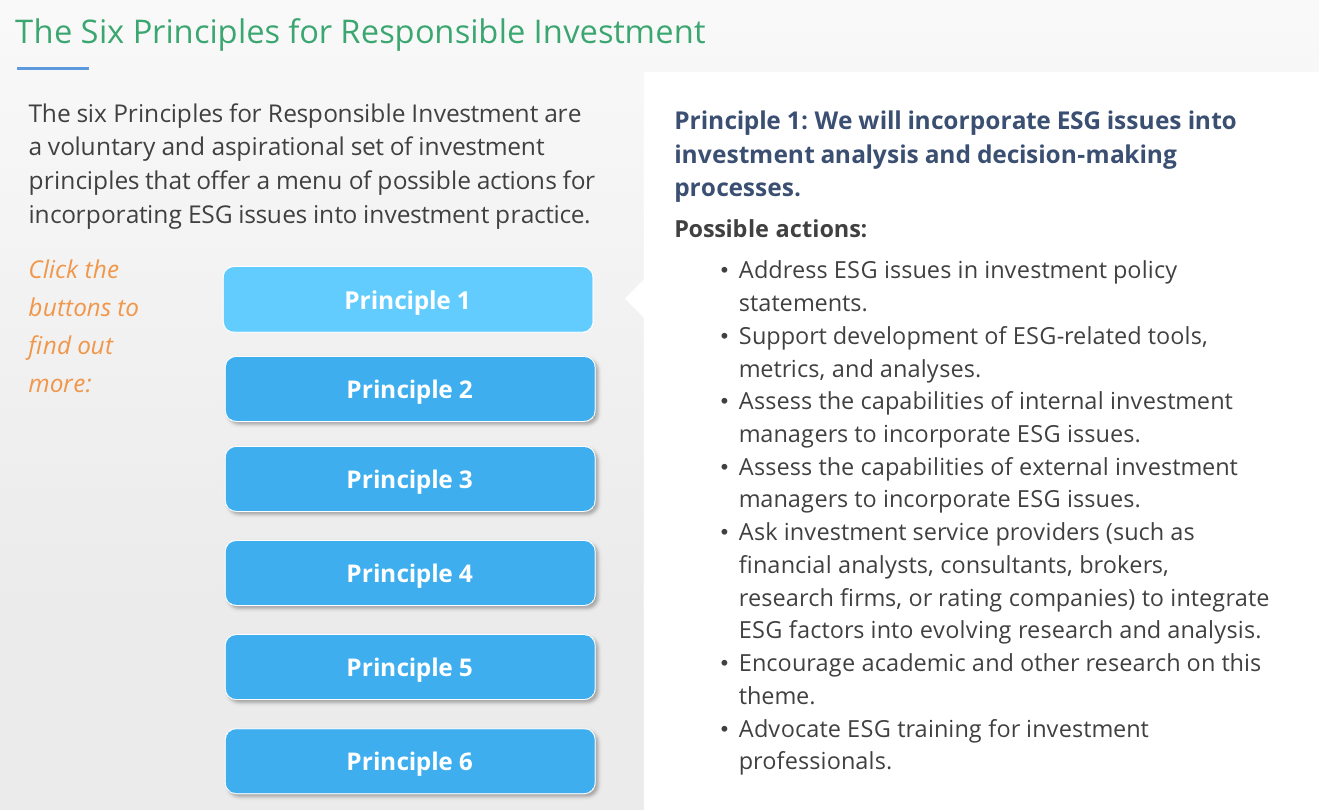 The Six Principles for Responsible Investment
The six Principles for Responsible Investment are
a voluntary and aspirational set of investment
principles that offer a menu of possible actions for
incorporating ESG issues into investment practice.
Click the
buttons to
find out
more:
Principle 1
Principle 2
Principle 3
Principle 4
Principle 5
Principle 6
Principle 1: We will incorporate ESG issues into
investment analysis and decision-making
processes.
Possible actions:
• Address ESG issues in investment policy
statements.
• Support development of ESG-related tools,
metrics, and analyses.
• Assess the capabilities of internal investment
managers to incorporate ESG issues.
• Assess the capabilities of external investment
managers to incorporate ESG issues.
• Ask investment service providers (such as
financial analysts, consultants, brokers,
research firms, or rating companies) to integrate
ESG factors into evolving research and analysis.
• Encourage academic and other research on this
theme.
• Advocate ESG training for investment
professionals.